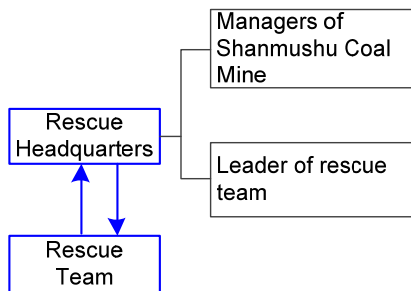 Managers of
Shanmushu Coal
Mine
Rescue
Headquarters
Leader of rescue
team
Rescue
Team